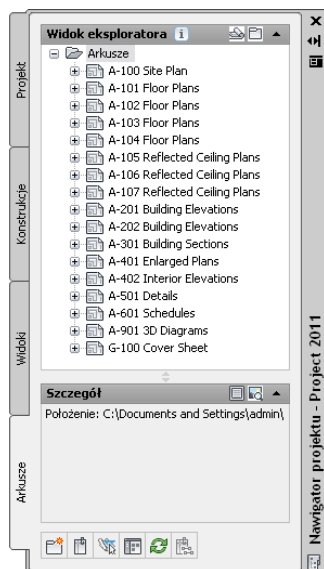 Widok eksploratora
Arkusze
A-100 Site Plan
A-101 Floor Plans
A-102 Floor Plans
A-103 Floor Plans
A-104 Floor Plans
A-105 Reflected Ceiling Plans
A-106 Reflected Ceiling Plans
A-107 Reflected Ceiling Plans
A-201 Building Elevations
A-202 Building Elevations
A-301 Building Sections
A-401 Enlarged Plans
A-402 Interior Elevations
A-501 Details
A-601 Schedules
A-901 3D Diagrams
G-100 Cover Sheet
Szczegół
Położenie: C:\Documents and Settings\admin\
Projekt
Konstrukcje
Widoki
Arkusze
Nawigator projektu - Project 2011